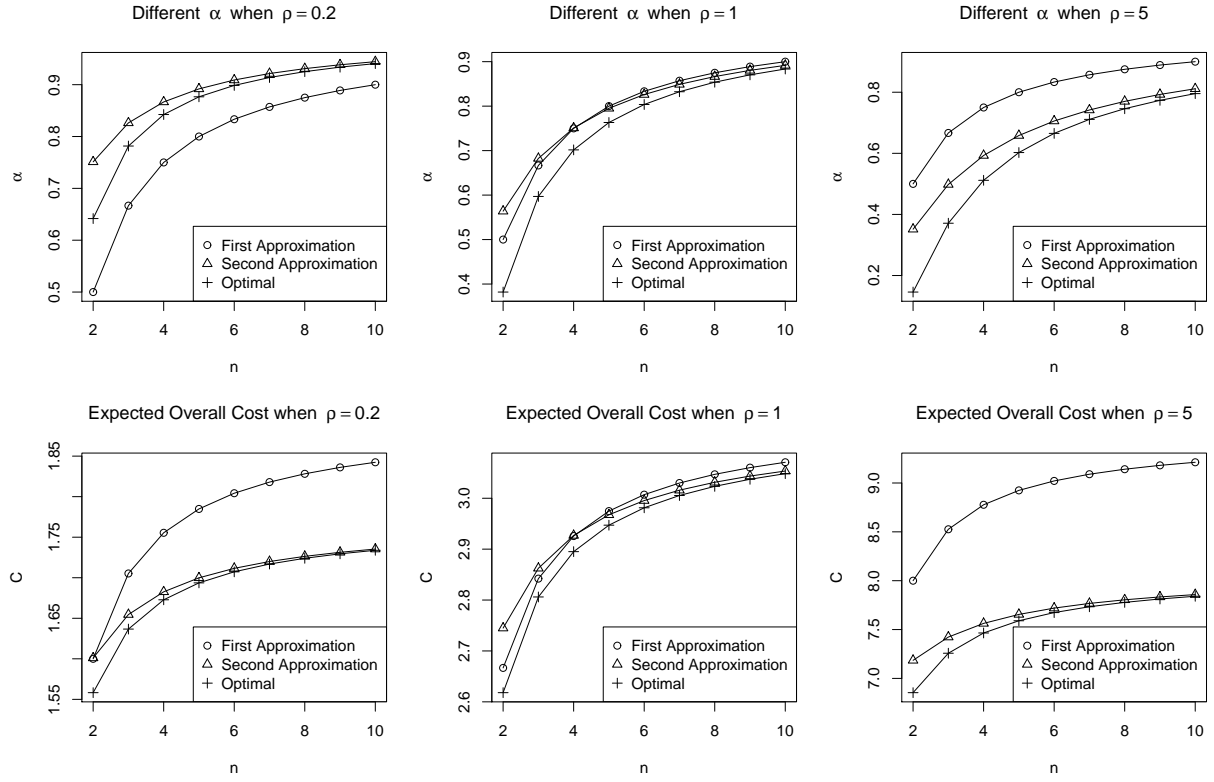 Different α when ρ = 0.2
α
0.5 0.6 0.7 0.8 0.9
First Approximation
Second Approximation
Optimal
2 4 6 8 10
n
Different α when ρ = 1
α
0.4 0.5 0.6 0.7 0.8 0.9
First Approximation
Second Approximation
Optimal
2 4 6 8 10
n
Different α when ρ = 5
α
0.2 0.4 0.6 0.8
First Approximation
Second Approximation
Optimal
2 4 6 8 10
n
Expected Overall Cost when ρ = 0.2
C
1.55 1.65 1.75 1.85
First Approximation
Second Approximation
Optimal
2 4 6 8 10
n
Expected Overall Cost when ρ = 1
C
2.6 2.7 2.8 2.9 3.0
First Approximation
Second Approximation
Optimal
2 4 6 8 10
n
Expected Overall Cost when ρ = 5
C
7.0 7.5 8.0 8.5 9.0
First Approximation
Second Approximation
Optimal
2 4 6 8 10
n